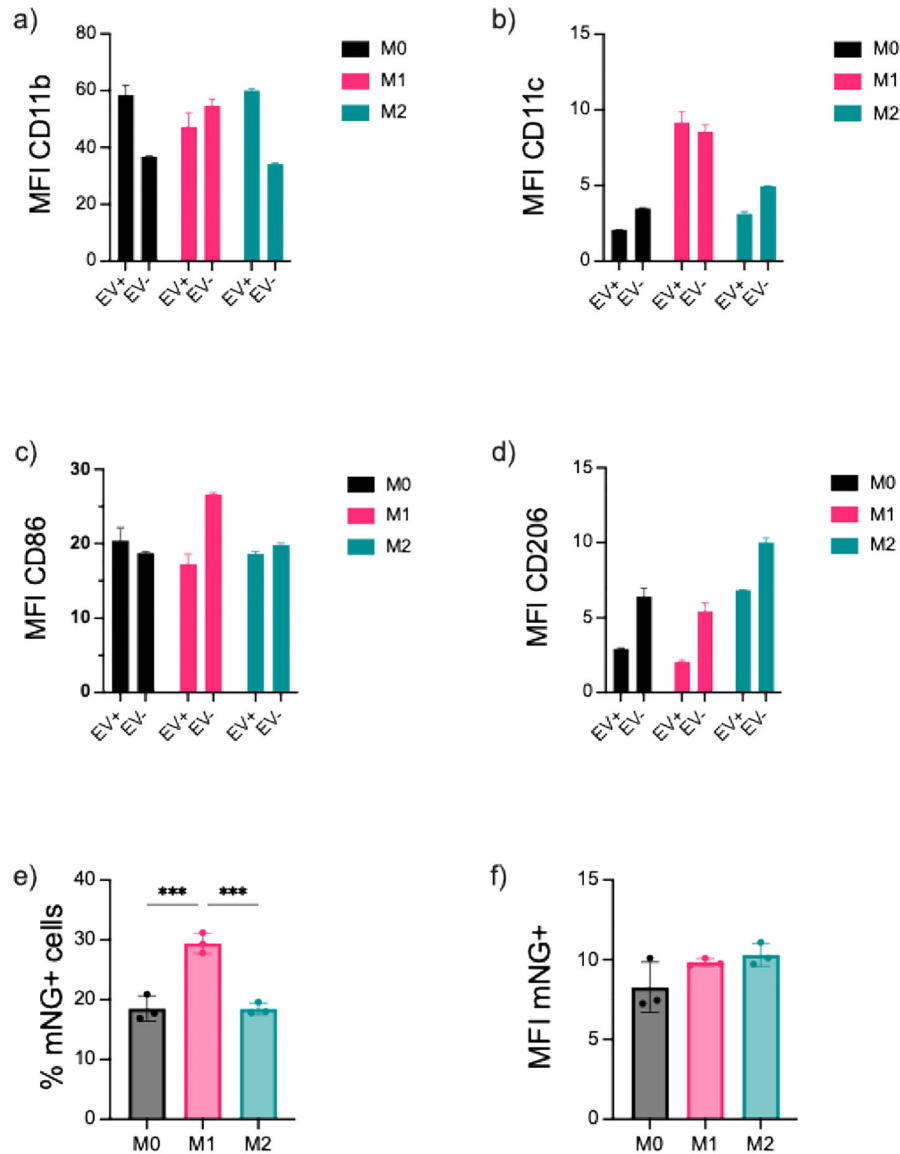 a)
MFI CD11b
80
60
40
20
0
EV+ EV- EV+ EV- EV+ EV-
M0
M1
M2
b)
MFI CD11c
15
10
5
0
EV+ EV- EV+ EV- EV+ EV-
M0
M1
M2
c)
MFI CD86
30
20
10
0
EV+ EV- EV+ EV- EV+ EV-
M0
M1
M2
d)
MFI CD206
15
10
5
0
EV+ EV- EV+ EV- EV+ EV-
M0
M1
M2
e)
% mNG+ cells
40
30
20
10
0
*** ***
M0 M1 M2
f)
MFI mNG+
15
10
5
0
M0 M1 M2